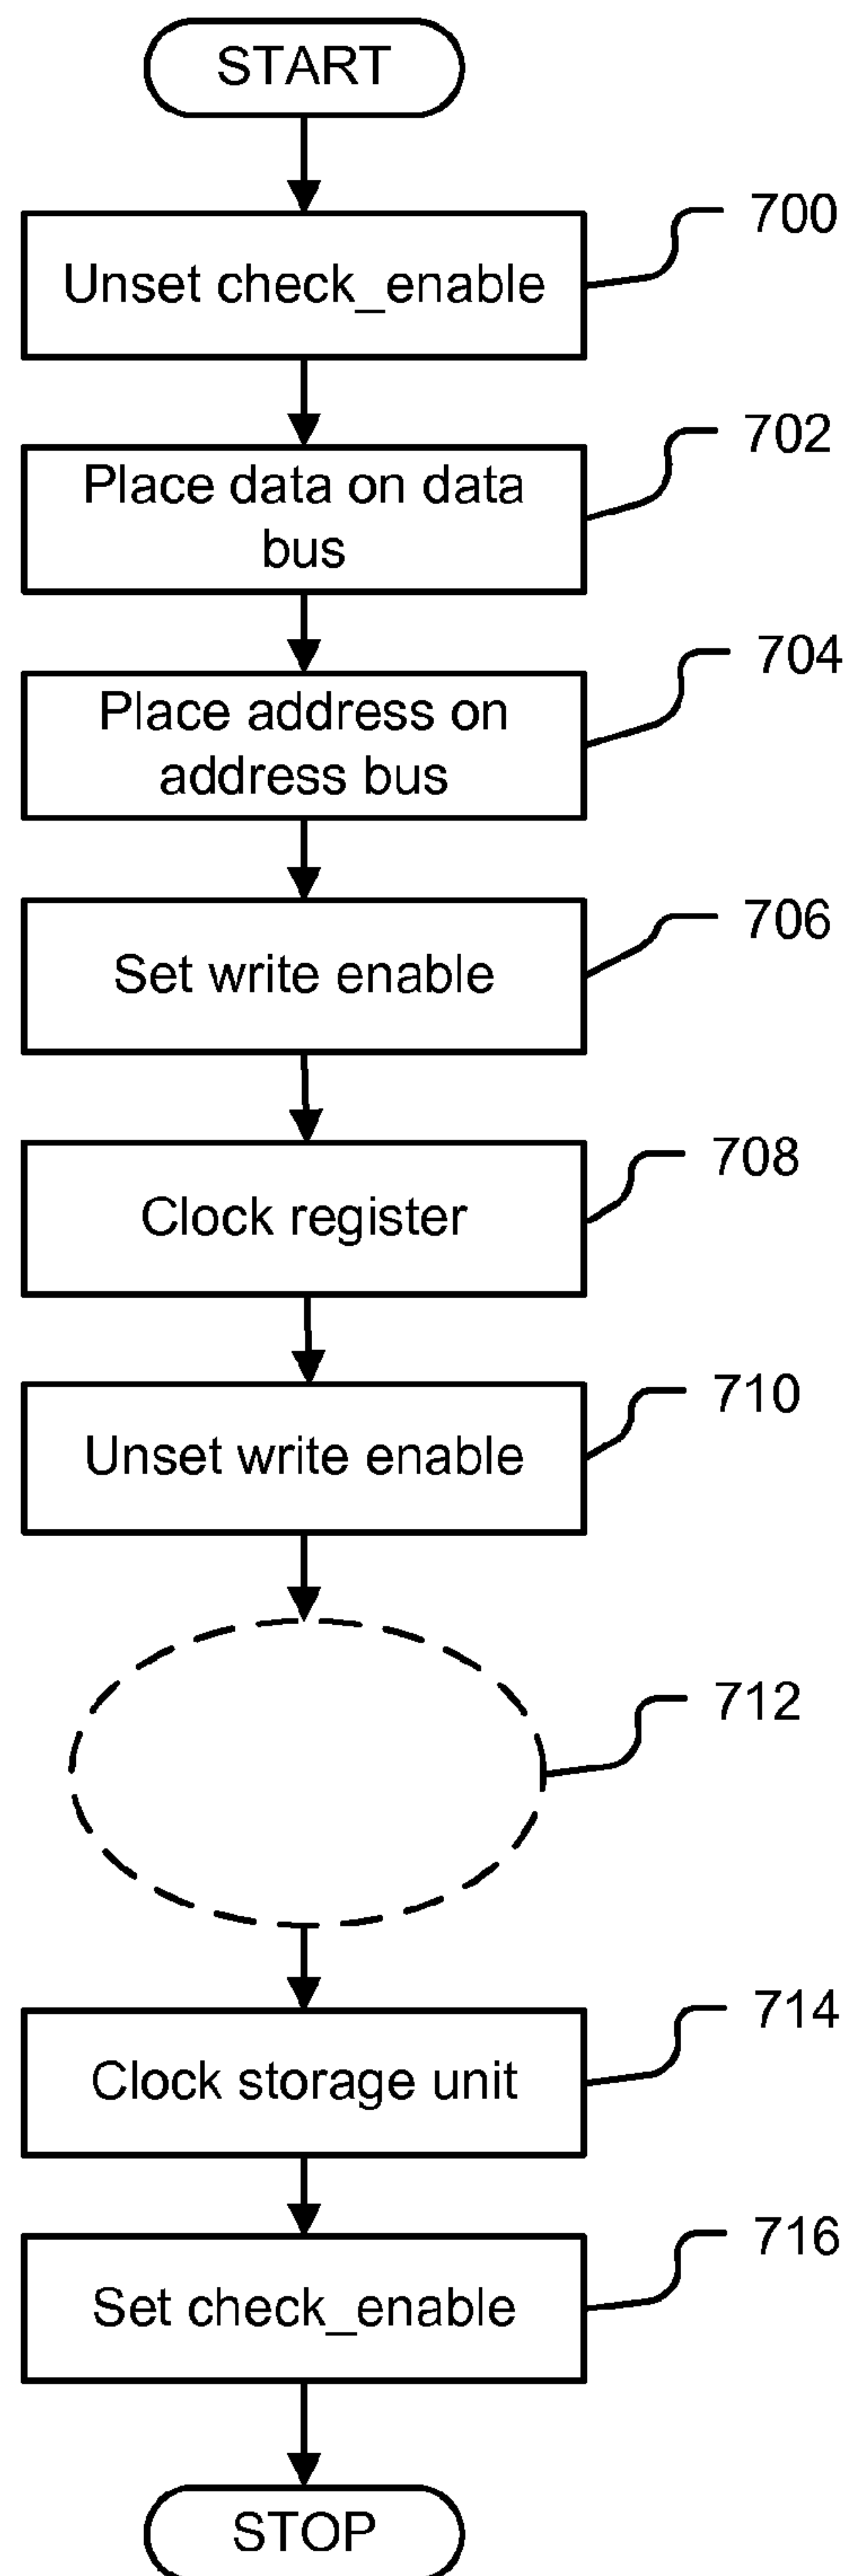 START
700
Unset check_enable
702
Place data on data
bus
704
Place address on
address bus
706
Set write enable
708
Clock register
710
Unset write enable
712
714
Clock storage unit
716
Set check_enable
STOP